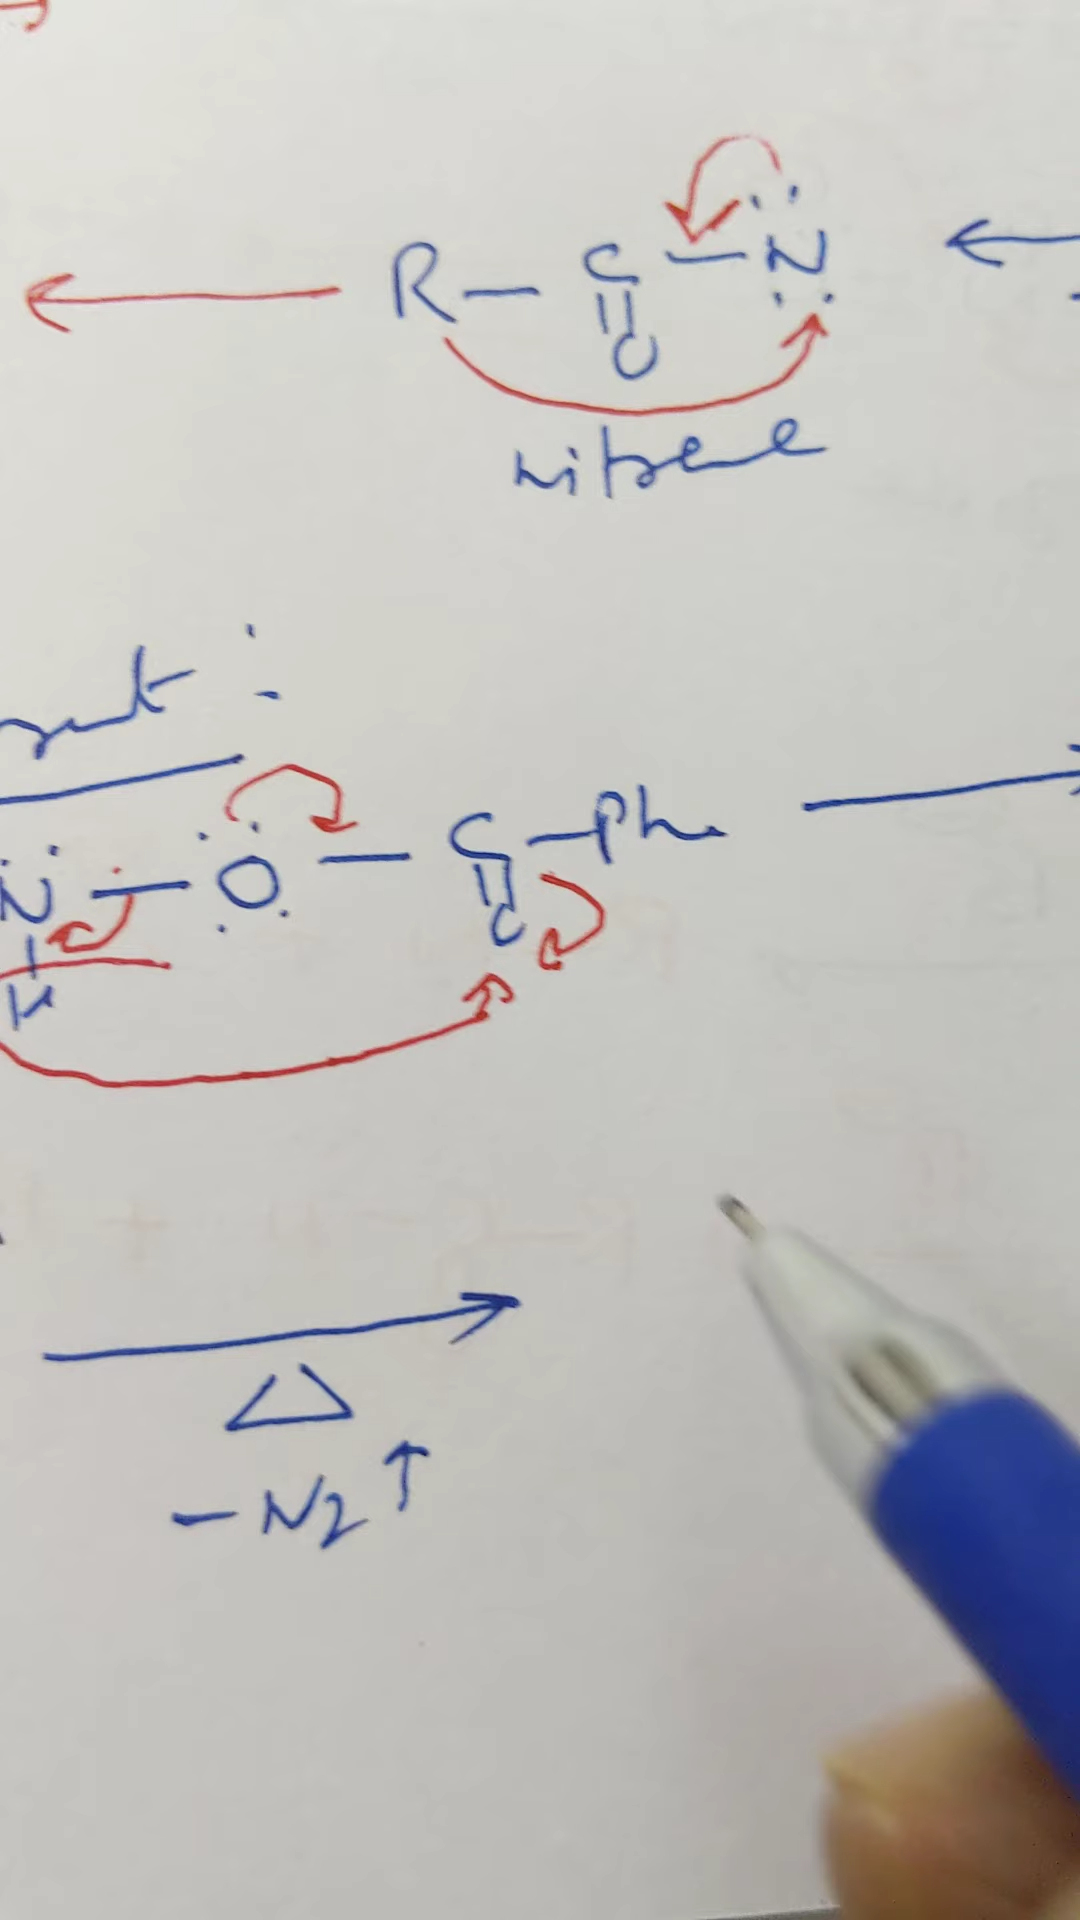 R - C - N̈
O
nitrene
:
N - O - C - Ph
H O
△
- N2 ↑